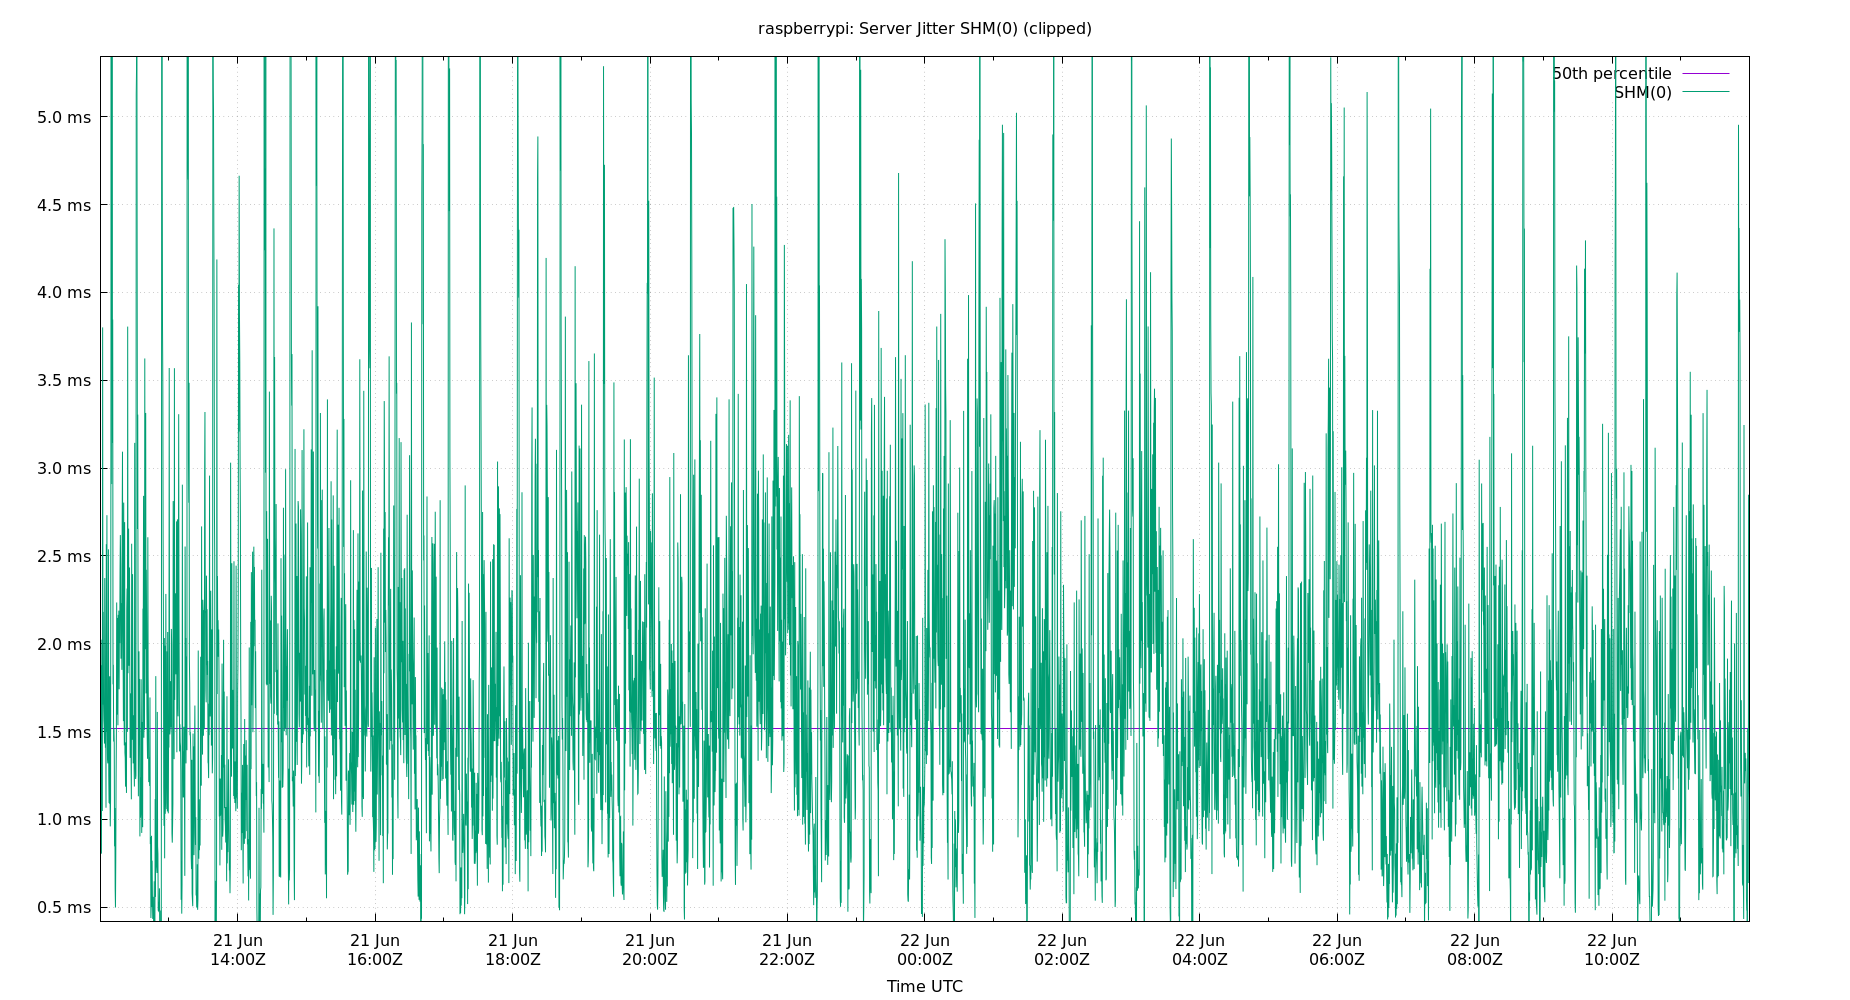 raspberrypi: Server Jitter SHM(0) (clipped)
50th percentile
SHM(0)
5.0 ms
4.5 ms
4.0 ms
3.5 ms
3.0 ms
2.5 ms
2.0 ms
1.5 ms
1.0 ms
0.5 ms
21 Jun 21 Jun 21 Jun 21 Jun 21 Jun 22 Jun 22 Jun 22 Jun 22 Jun 22 Jun 22 Jun
14:00Z 16:00Z 18:00Z 20:00Z 22:00Z 00:00Z 02:00Z 04:00Z 06:00Z 08:00Z 10:00Z
Time UTC